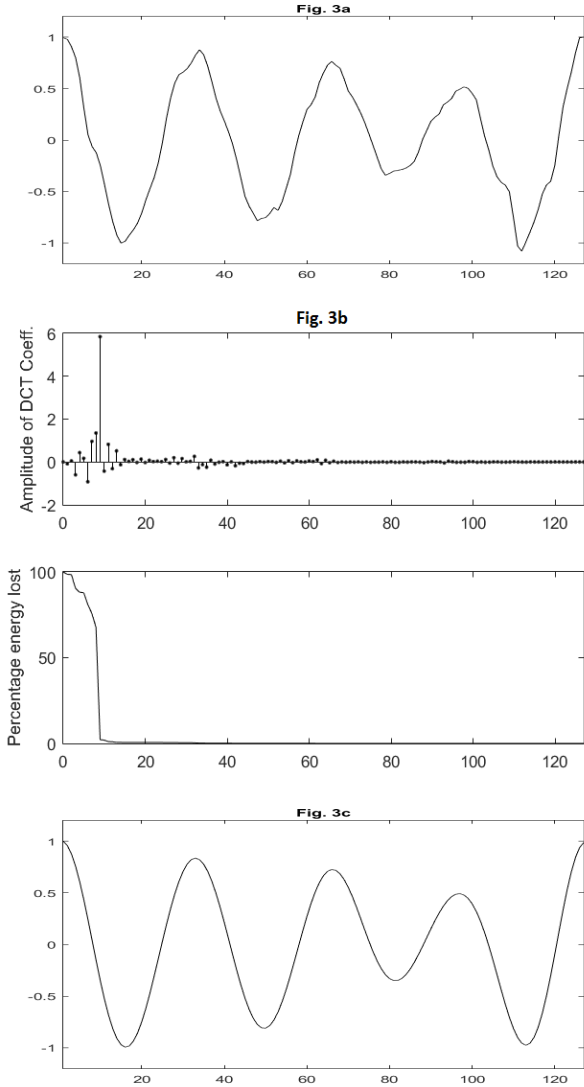 Fig. 3a
1
0.5
0
-0.5
-1
20 40 60 80 100 120
Fig. 3b
Amplitude of DCT Coeff.
6
4
2
0
-2
0 20 40 60 80 100 120
Percentage energy lost
100
50
0
0 20 40 60 80 100 120
Fig. 3c
1
0.5
0
-0.5
-1
20 40 60 80 100 120